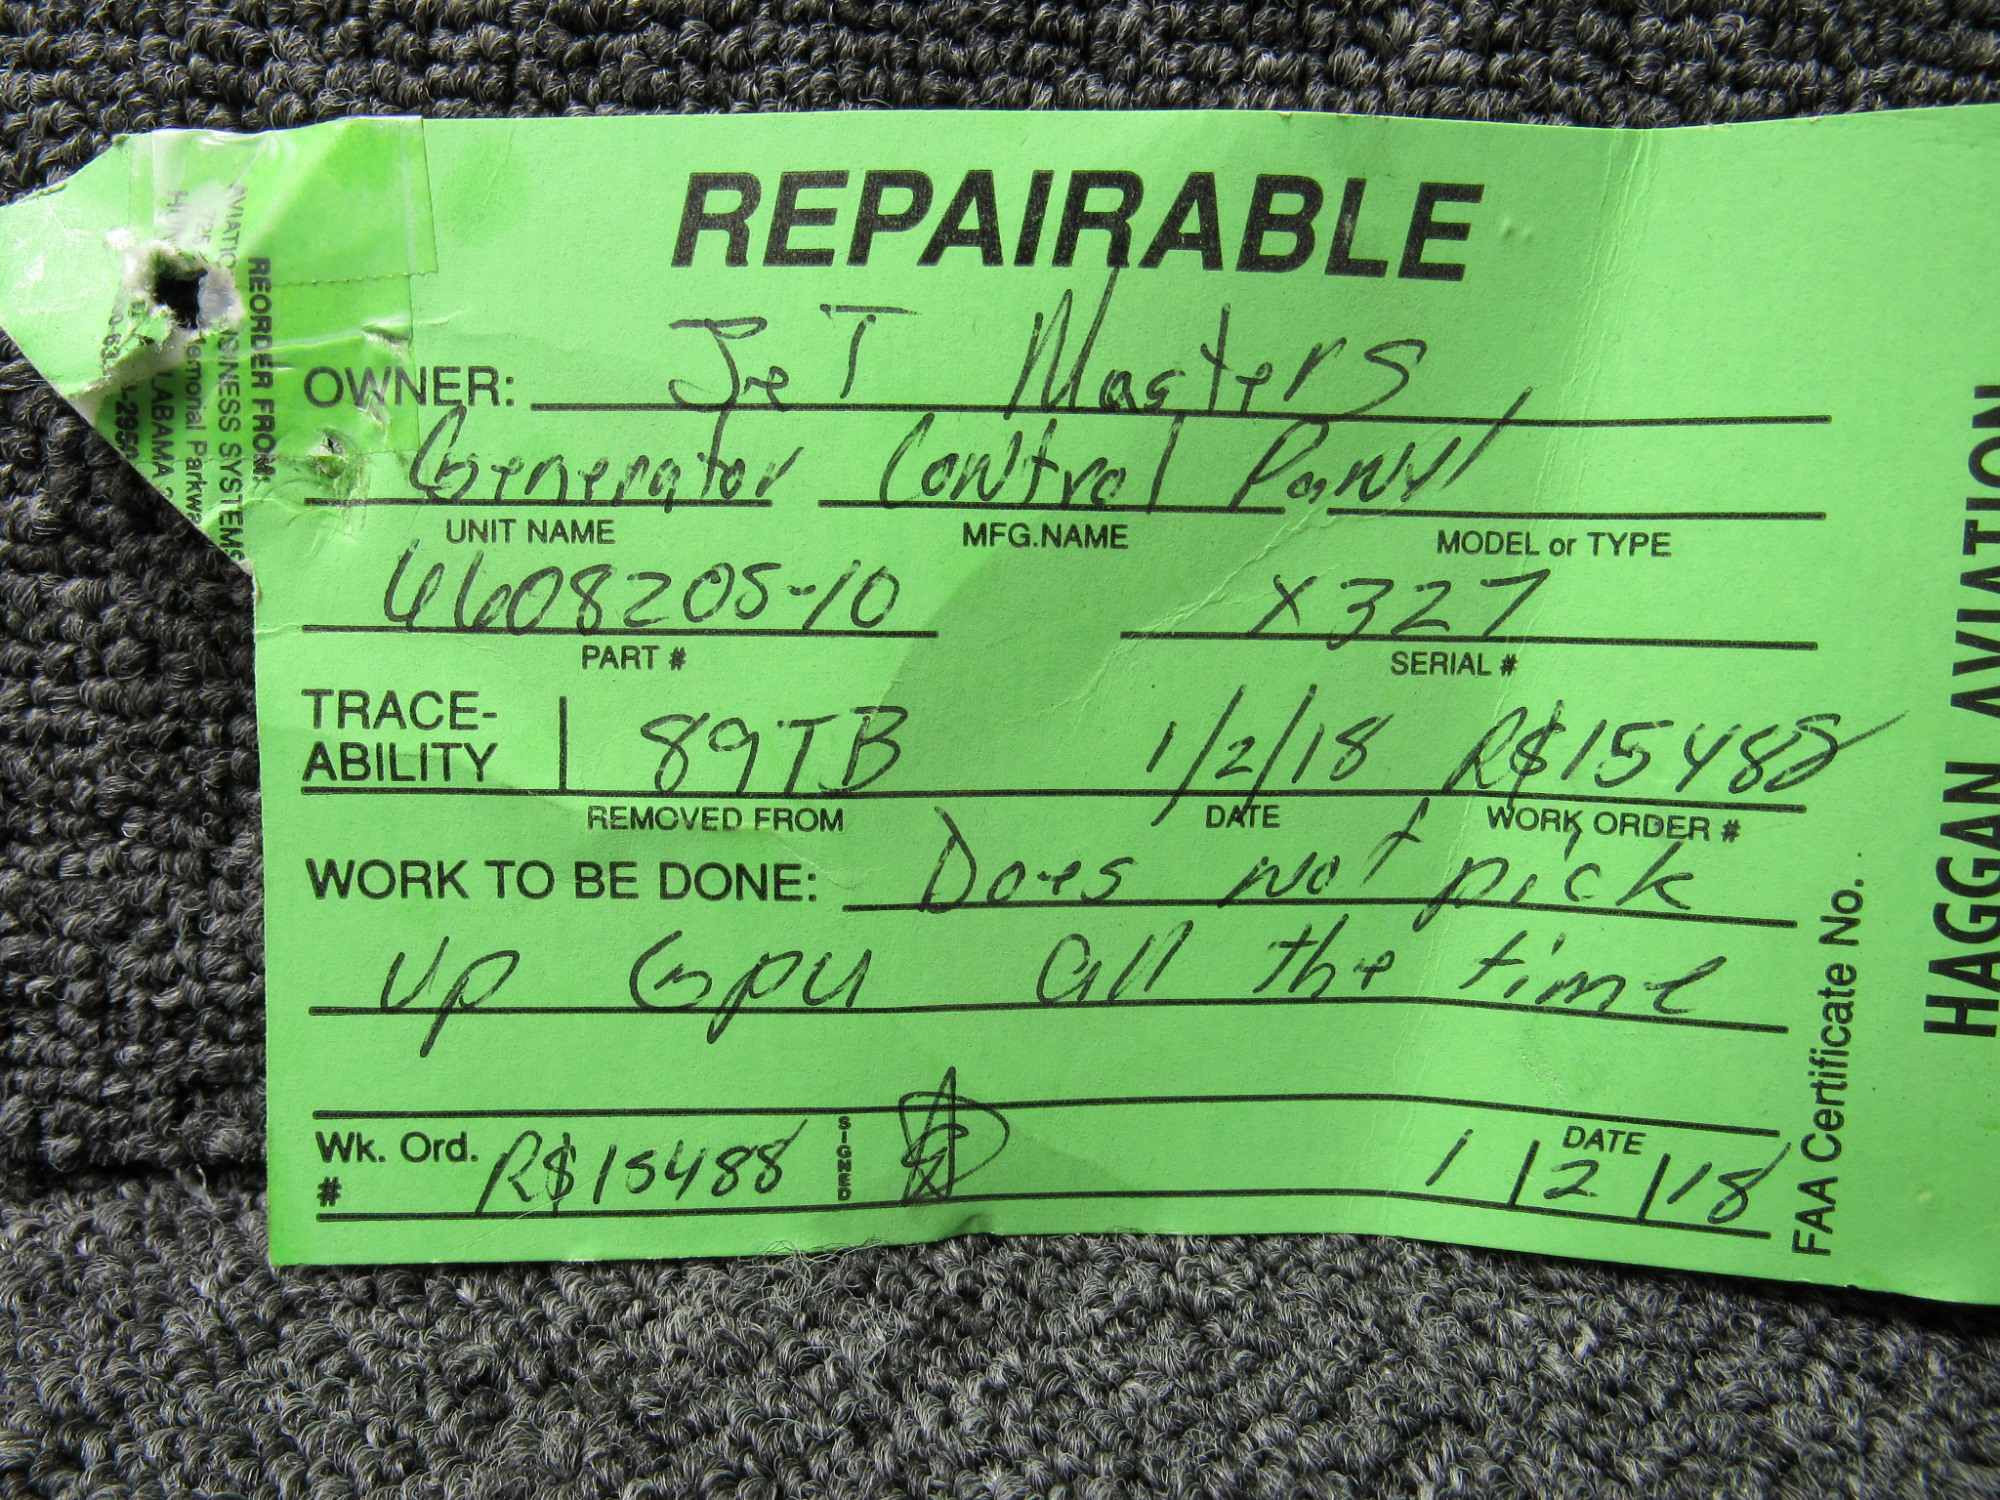 REPAIRABLE
OWNER: JeT Masters
Generator Control Panel
UNIT NAME MFG.NAME MODEL or TYPE
6608205-10 X327
PART # SERIAL #
TRACE-ABILITY 89TB 1/2/18 R$15488
REMOVED FROM DATE WORK ORDER #
WORK TO BE DONE: Does not pick
up Gpu all the time
Wk. Ord. # R$15488 SIGNED DATE 1/2/18
FAA Certificate No.
HAGGAN AVIATION
REORDER FROM:
BUSINESS SYSTEMS